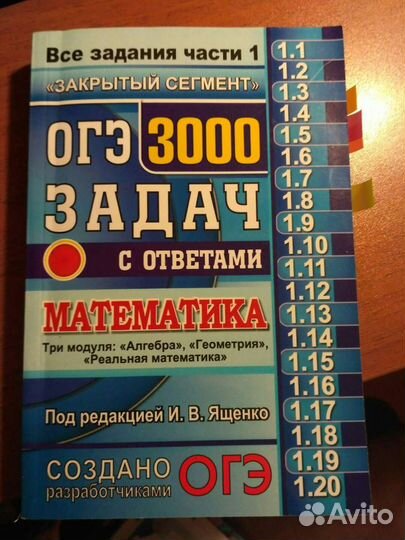 Все задания части 1
«ЗАКРЫТЫЙ СЕГМЕНТ»
ОГЭ 3000
ЗАДАЧ
С ОТВЕТАМИ
МАТЕМАТИКА
Три модуля: «Алгебра», «Геометрия»,
«Реальная математика»
Под редакцией И. В. Ященко
СОЗДАНО
разработчиками ОГЭ
1.1
1.2
1.3
1.4
1.5
1.6
1.7
1.8
1.9
1.10
1.11
1.12
1.13
1.14
1.15
1.16
1.17
1.18
1.19
1.20
Avito